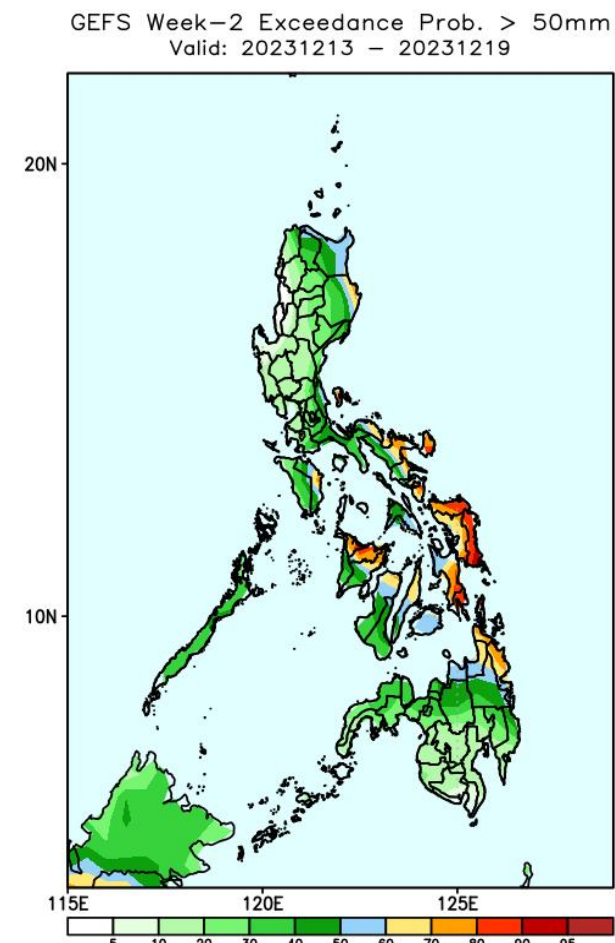 GEFS Week-2 Exceedance Prob. > 50mm
Valid: 20231213 - 20231219
20N
10N
115E 120E 125E
5 10 20 30 40 50 60 70 80 90 95